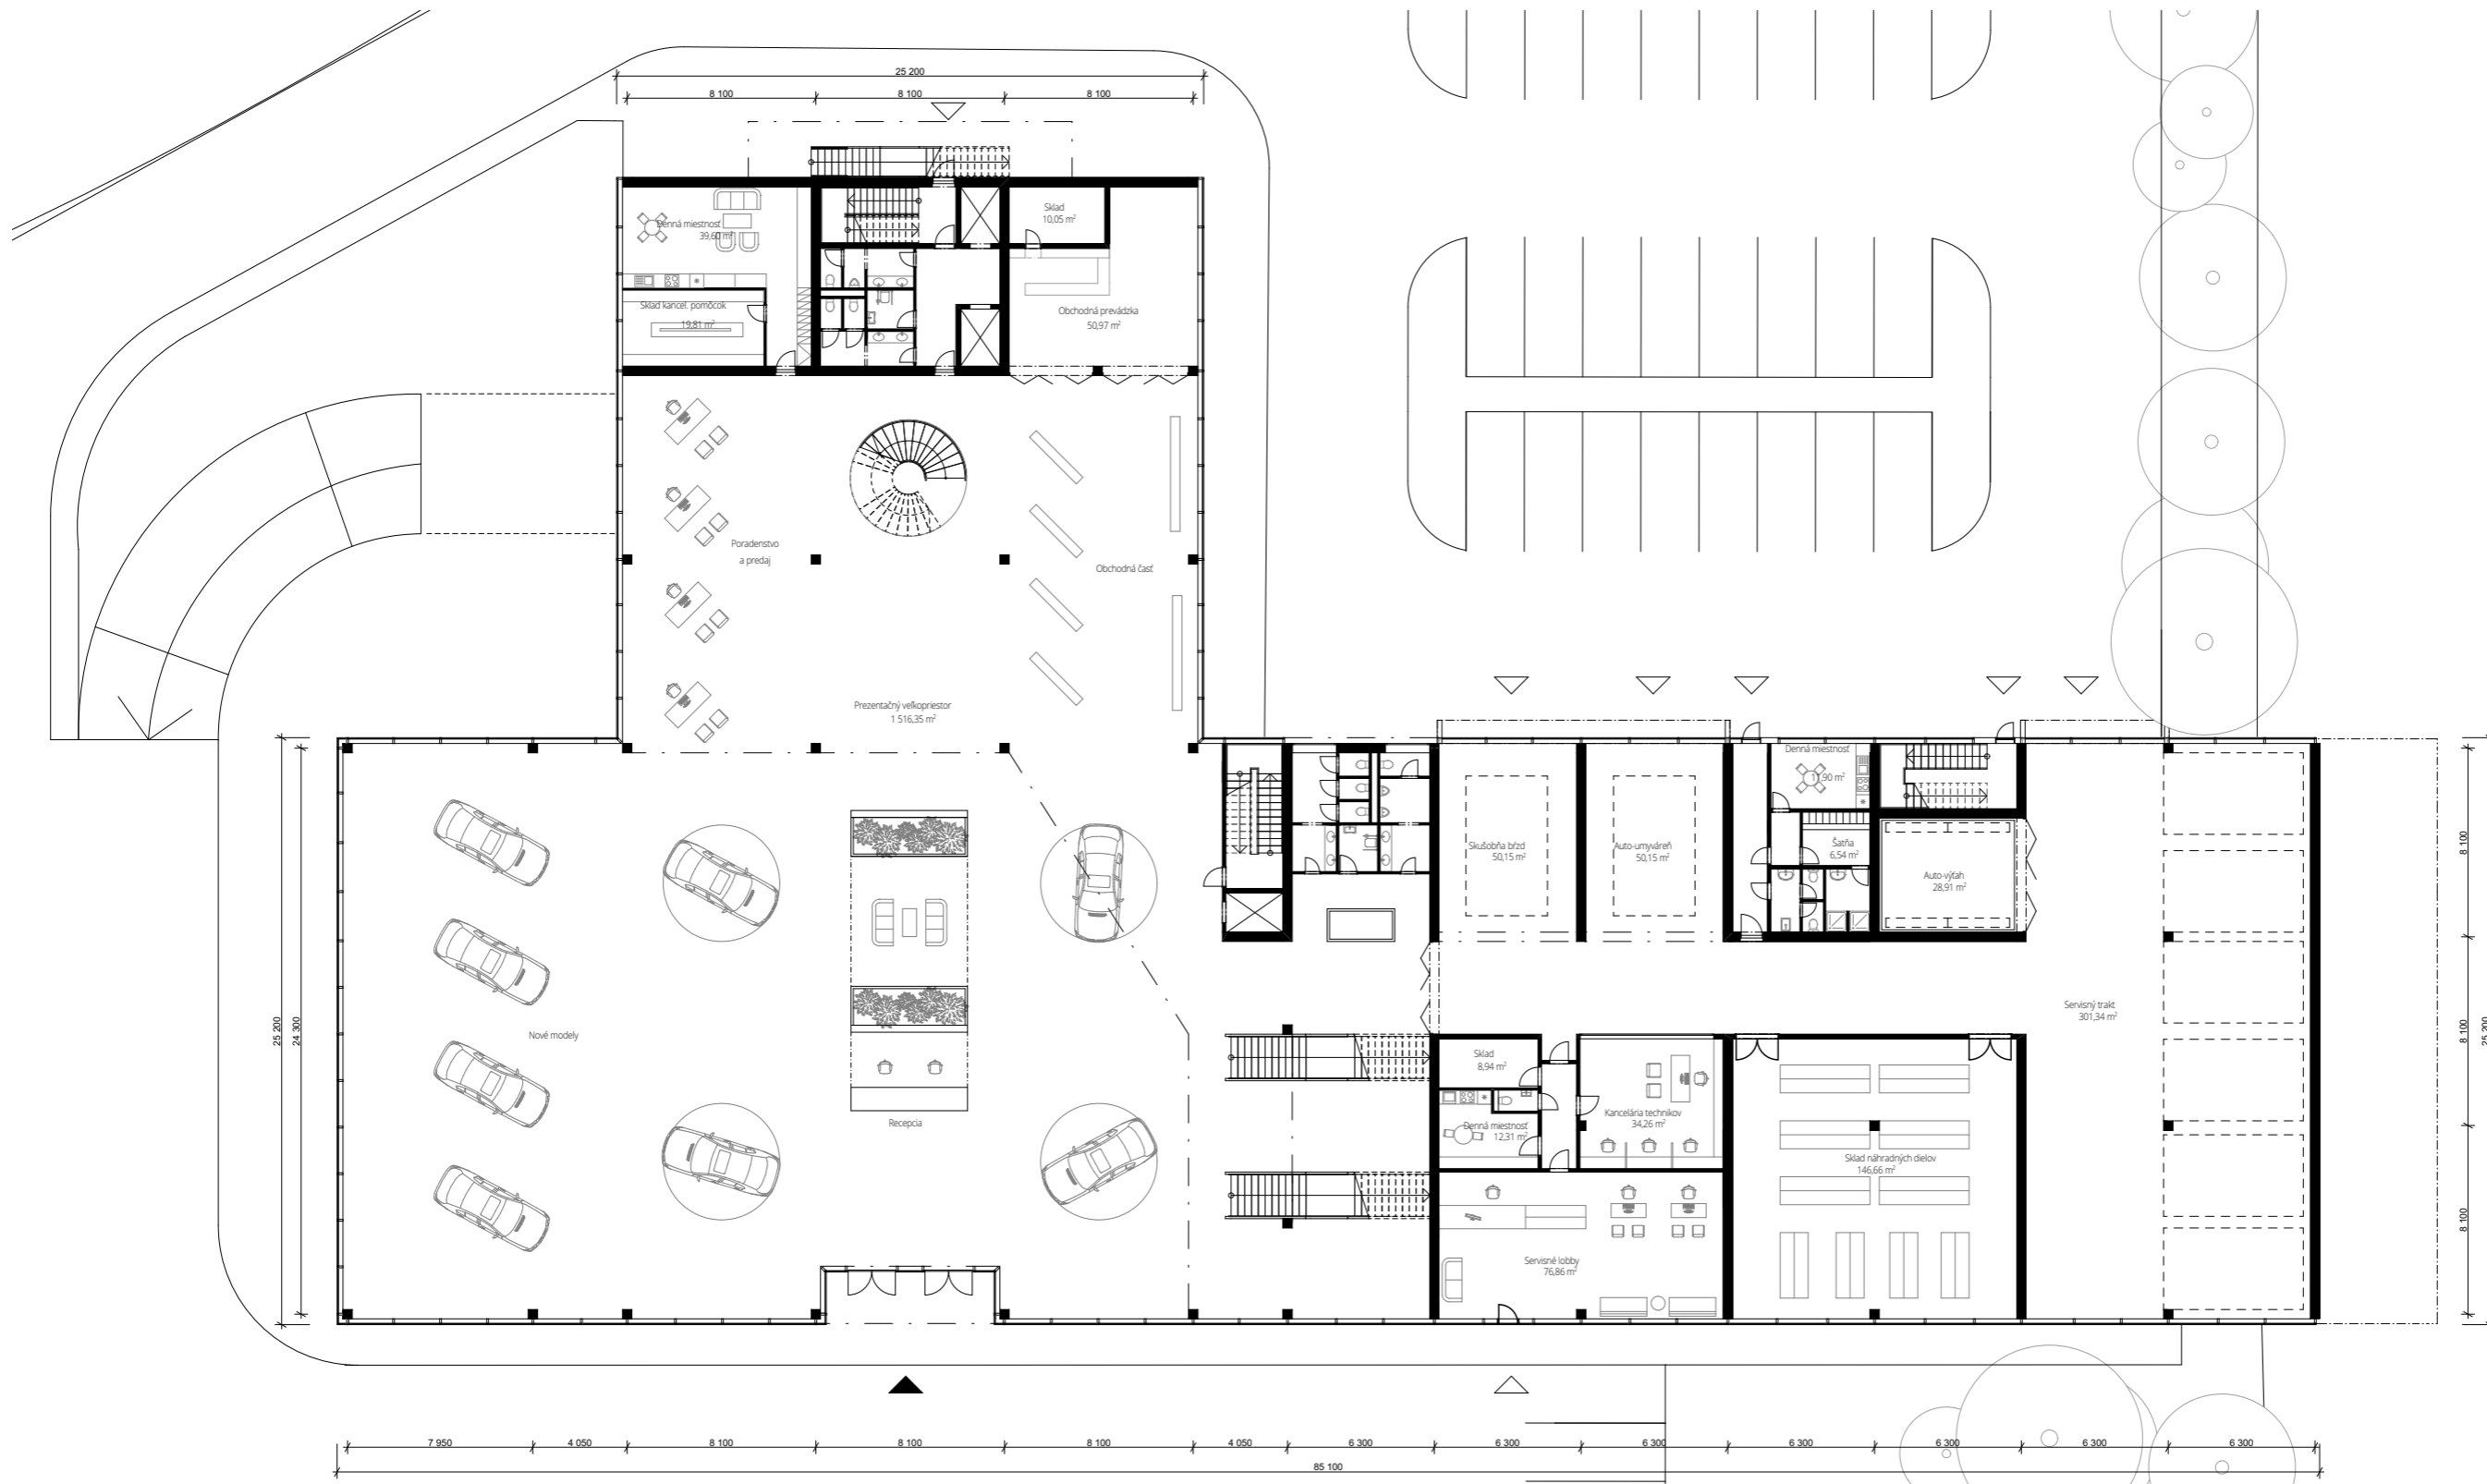 25 200
8 100
8 100
8 100
Denná miestnosť
39,60 m²
Sklad
10,05 m²
Sklad kancel. pomôcok
19,81 m²
Obchodná prevádzka
50,97 m²
Poradenstvo
a predaj
Obchodná časť
Prezentačný veľkopriestor
1 516,35 m²
Denná miestnosť
11,90 m²
Skušobňa bŕzd
50,15 m²
Auto-umyváreň
50,15 m²
Šatňa
6,54 m²
Auto-výťah
28,91 m²
8 100
25 200
24 300
Nové modely
Servisný trakt
301,34 m²
8 100
25 200
Sklad
8,94 m²
Recepcia
Denná miestnosť
12,31 m²
Kancelária technikov
34,26 m²
Sklad náhradných dielov
146,66 m²
8 100
Servisné lobby
76,86 m²
7 950
4 050
8 100
8 100
8 100
4 050
6 300
6 300
6 300
6 300
6 300
6 300
6 300
85 100